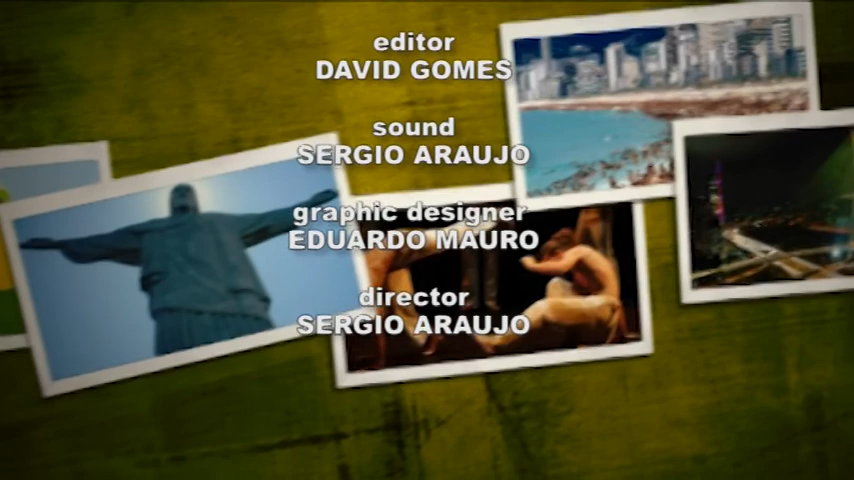 editor
DAVID GOMES
sound
SERGIO ARAUJO
graphic designer
EDUARDO MAURO
director
SERGIO ARAUJO